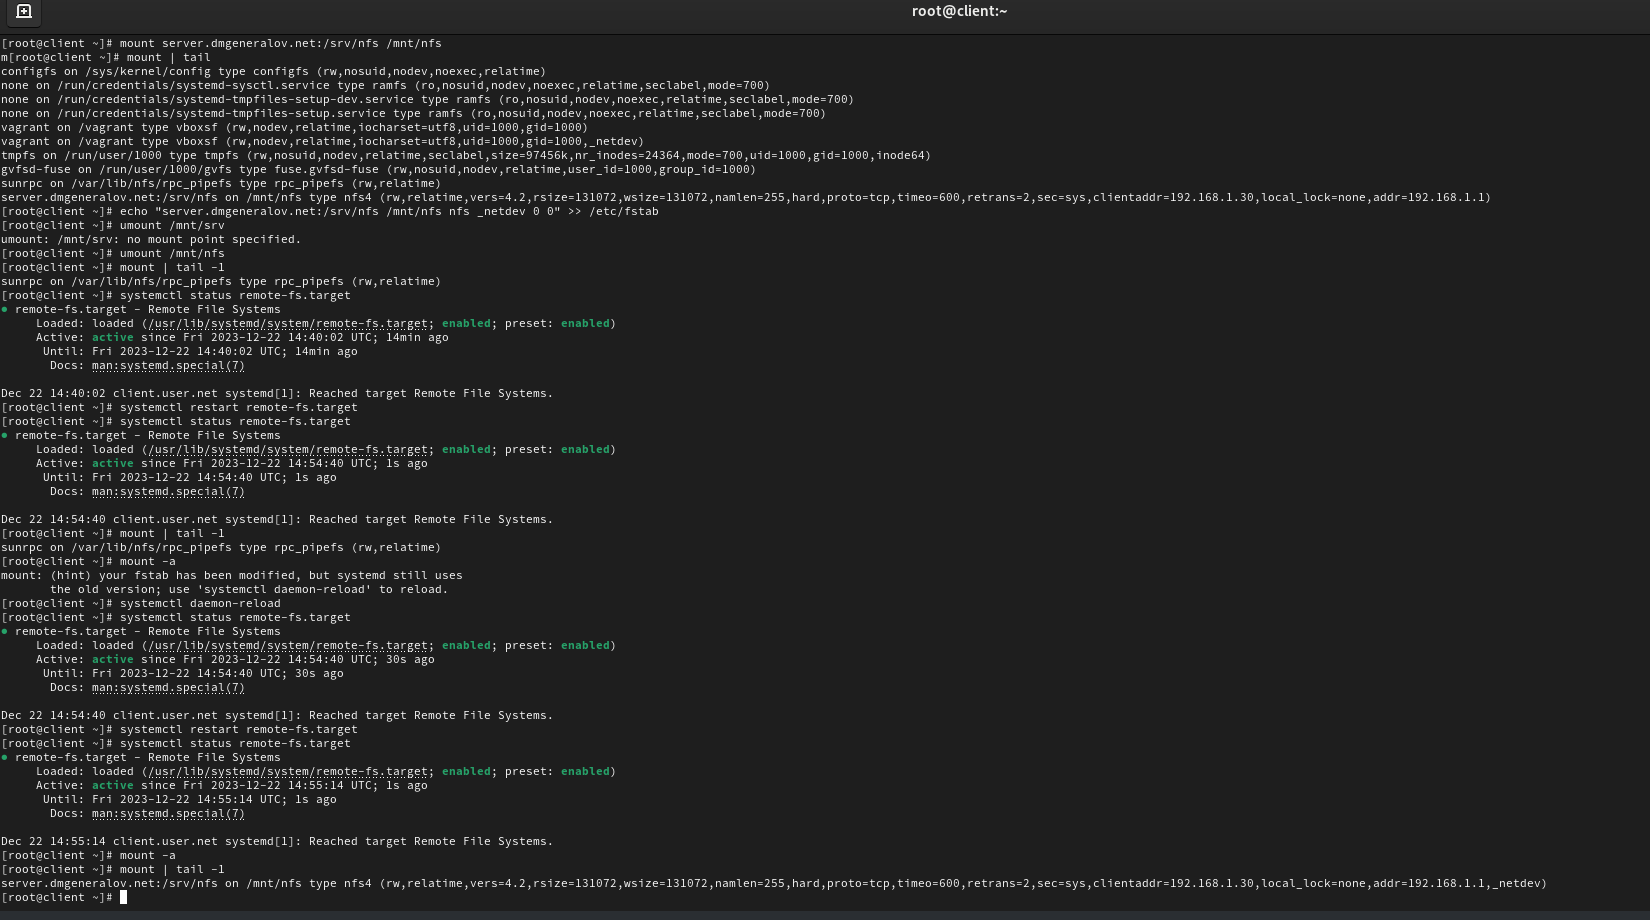 root@client:~
[root@client ~]# mount server.dmgeneralov.net:/srv/nfs /mnt/nfs
m[root@client ~]# mount | tail
configfs on /sys/kernel/config type configfs (rw,nosuid,nodev,noexec,relatime)
none on /run/credentials/systemd-sysctl.service type ramfs (ro,nosuid,nodev,noexec,relatime,seclabel,mode=700)
none on /run/credentials/systemd-tmpfiles-setup-dev.service type ramfs (ro,nosuid,nodev,noexec,relatime,seclabel,mode=700)
none on /run/credentials/systemd-tmpfiles-setup.service type ramfs (ro,nosuid,nodev,noexec,relatime,seclabel,mode=700)
vagrant on /vagrant type vboxsf (rw,nodev,relatime,iocharset=utf8,uid=1000,gid=1000)
vagrant on /vagrant type vboxsf (rw,nodev,relatime,iocharset=utf8,uid=1000,gid=1000,_netdev)
tmpfs on /run/user/1000 type tmpfs (rw,nosuid,nodev,relatime,seclabel,size=97456k,nr_inodes=24364,mode=700,uid=1000,gid=1000,inode64)
gvfsd-fuse on /run/user/1000/gvfs type fuse.gvfsd-fuse (rw,nosuid,nodev,relatime,user_id=1000,group_id=1000)
sunrpc on /var/lib/nfs/rpc_pipefs type rpc_pipefs (rw,relatime)
server.dmgeneralov.net:/srv/nfs on /mnt/nfs type nfs4 (rw,relatime,vers=4.2,rsize=131072,wsize=131072,namlen=255,hard,proto=tcp,timeo=600,retrans=2,sec=sys,clientaddr=192.168.1.30,local_lock=none,addr=192.168.1.1)
[root@client ~]# echo "server.dmgeneralov.net:/srv/nfs /mnt/nfs nfs _netdev 0 0" >> /etc/fstab
[root@client ~]# umount /mnt/srv
umount: /mnt/srv: no mount point specified.
[root@client ~]# umount /mnt/nfs
[root@client ~]# mount | tail -1
sunrpc on /var/lib/nfs/rpc_pipefs type rpc_pipefs (rw,relatime)
[root@client ~]# systemctl status remote-fs.target
● remote-fs.target - Remote File Systems
Loaded: loaded (/usr/lib/systemd/system/remote-fs.target; enabled; preset: enabled)
Active: active since Fri 2023-12-22 14:40:02 UTC; 14min ago
Until: Fri 2023-12-22 14:40:02 UTC; 14min ago
Docs: man:systemd.special(7)
Dec 22 14:40:02 client.user.net systemd[1]: Reached target Remote File Systems.
[root@client ~]# systemctl restart remote-fs.target
[root@client ~]# systemctl status remote-fs.target
● remote-fs.target - Remote File Systems
Loaded: loaded (/usr/lib/systemd/system/remote-fs.target; enabled; preset: enabled)
Active: active since Fri 2023-12-22 14:54:40 UTC; 1s ago
Until: Fri 2023-12-22 14:54:40 UTC; 1s ago
Docs: man:systemd.special(7)
Dec 22 14:54:40 client.user.net systemd[1]: Reached target Remote File Systems.
[root@client ~]# mount | tail -1
sunrpc on /var/lib/nfs/rpc_pipefs type rpc_pipefs (rw,relatime)
[root@client ~]# mount -a
mount: (hint) your fstab has been modified, but systemd still uses
the old version; use 'systemctl daemon-reload' to reload.
[root@client ~]# systemctl daemon-reload
[root@client ~]# systemctl status remote-fs.target
● remote-fs.target - Remote File Systems
Loaded: loaded (/usr/lib/systemd/system/remote-fs.target; enabled; preset: enabled)
Active: active since Fri 2023-12-22 14:54:40 UTC; 30s ago
Until: Fri 2023-12-22 14:54:40 UTC; 30s ago
Docs: man:systemd.special(7)
Dec 22 14:54:40 client.user.net systemd[1]: Reached target Remote File Systems.
[root@client ~]# systemctl restart remote-fs.target
[root@client ~]# systemctl status remote-fs.target
● remote-fs.target - Remote File Systems
Loaded: loaded (/usr/lib/systemd/system/remote-fs.target; enabled; preset: enabled)
Active: active since Fri 2023-12-22 14:55:14 UTC; 1s ago
Until: Fri 2023-12-22 14:55:14 UTC; 1s ago
Docs: man:systemd.special(7)
Dec 22 14:55:14 client.user.net systemd[1]: Reached target Remote File Systems.
[root@client ~]# mount -a
[root@client ~]# mount | tail -1
server.dmgeneralov.net:/srv/nfs on /mnt/nfs type nfs4 (rw,relatime,vers=4.2,rsize=131072,wsize=131072,namlen=255,hard,proto=tcp,timeo=600,retrans=2,sec=sys,clientaddr=192.168.1.30,local_lock=none,addr=192.168.1.1,_netdev)
[root@client ~]#